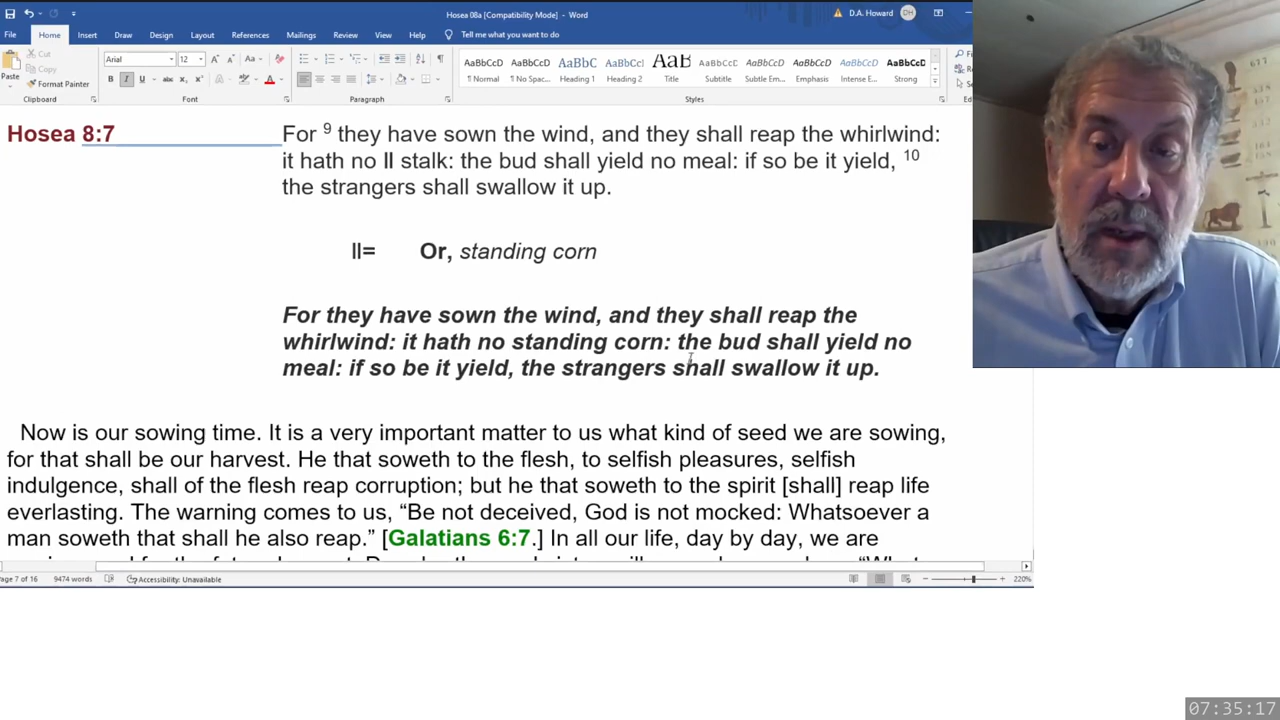 Hosea 08a [Compatibility Mode] - Word
D.A. Howard
DH
File Home Insert Draw Design Layout References Mailings Review View Help Tell me what you want to do
Paste
Cut
Copy
Format Painter
Clipboard
Arial 12
Font
Paragraph
AaBbCcD AaBbCcD AaBbC AaBbCcI AaB AaBbCcD AaBbCcD AaBbCcD AaBbCcD AaBbCcD
¶ Normal ¶ No Spac... Heading 1 Heading 2 Title Subtitle Subtle Em... Emphasis Intense E... Strong
Styles
Hosea 8:7
For 9 they have sown the wind, and they shall reap the whirlwind:
it hath no ll stalk: the bud shall yield no meal: if so be it yield, 10
the strangers shall swallow it up.
ll= Or, standing corn
For they have sown the wind, and they shall reap the
whirlwind: it hath no standing corn: the bud shall yield no
meal: if so be it yield, the strangers shall swallow it up.
Now is our sowing time. It is a very important matter to us what kind of seed we are sowing,
for that shall be our harvest. He that soweth to the flesh, to selfish pleasures, selfish
indulgence, shall of the flesh reap corruption; but he that soweth to the spirit [shall] reap life
everlasting. The warning comes to us, “Be not deceived, God is not mocked: Whatsoever a
man soweth that shall he also reap.” [Galatians 6:7.] In all our life, day by day, we are
age 7 of 16 9474 words Accessibility: Unavailable
220%
07:35:17